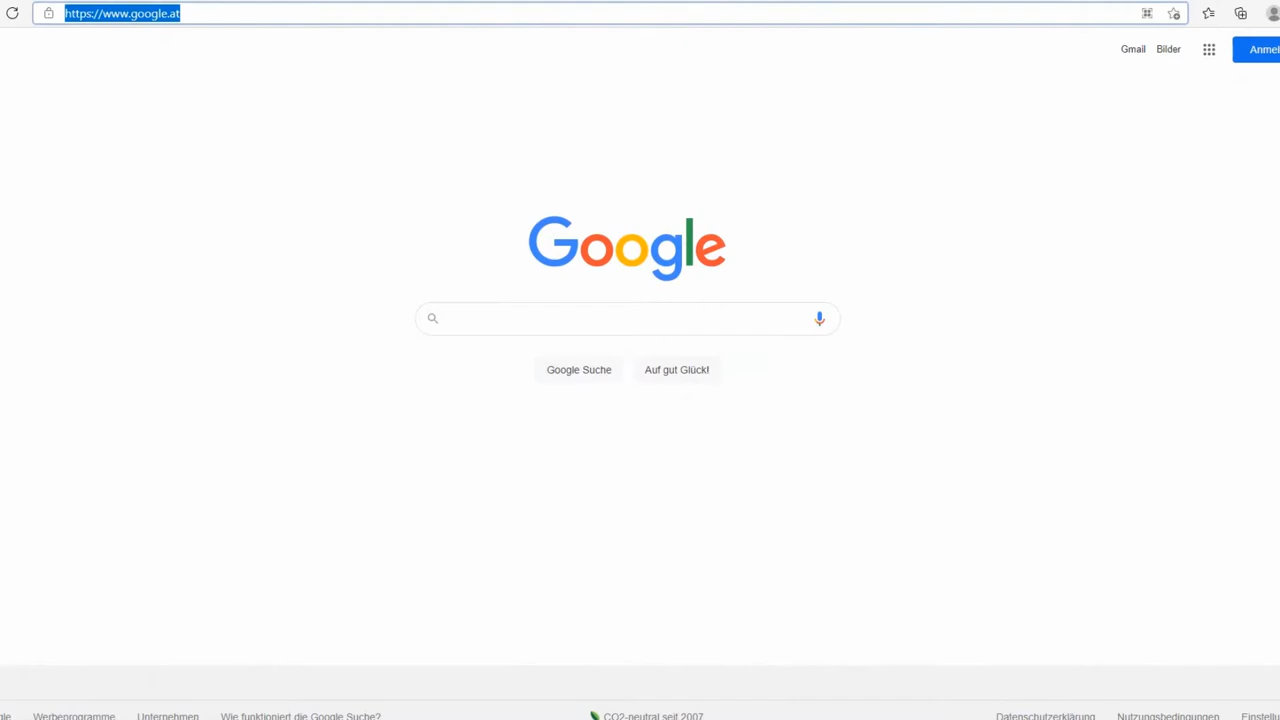 https://www.google.at
Gmail Bilder
Google
Google Suche Auf gut Glück!
Werbeprogramme Unternehmen Wie funktioniert die Google Suche? CO2-neutral seit 2007 Datenschutzerklärung Nutzungsbedingungen